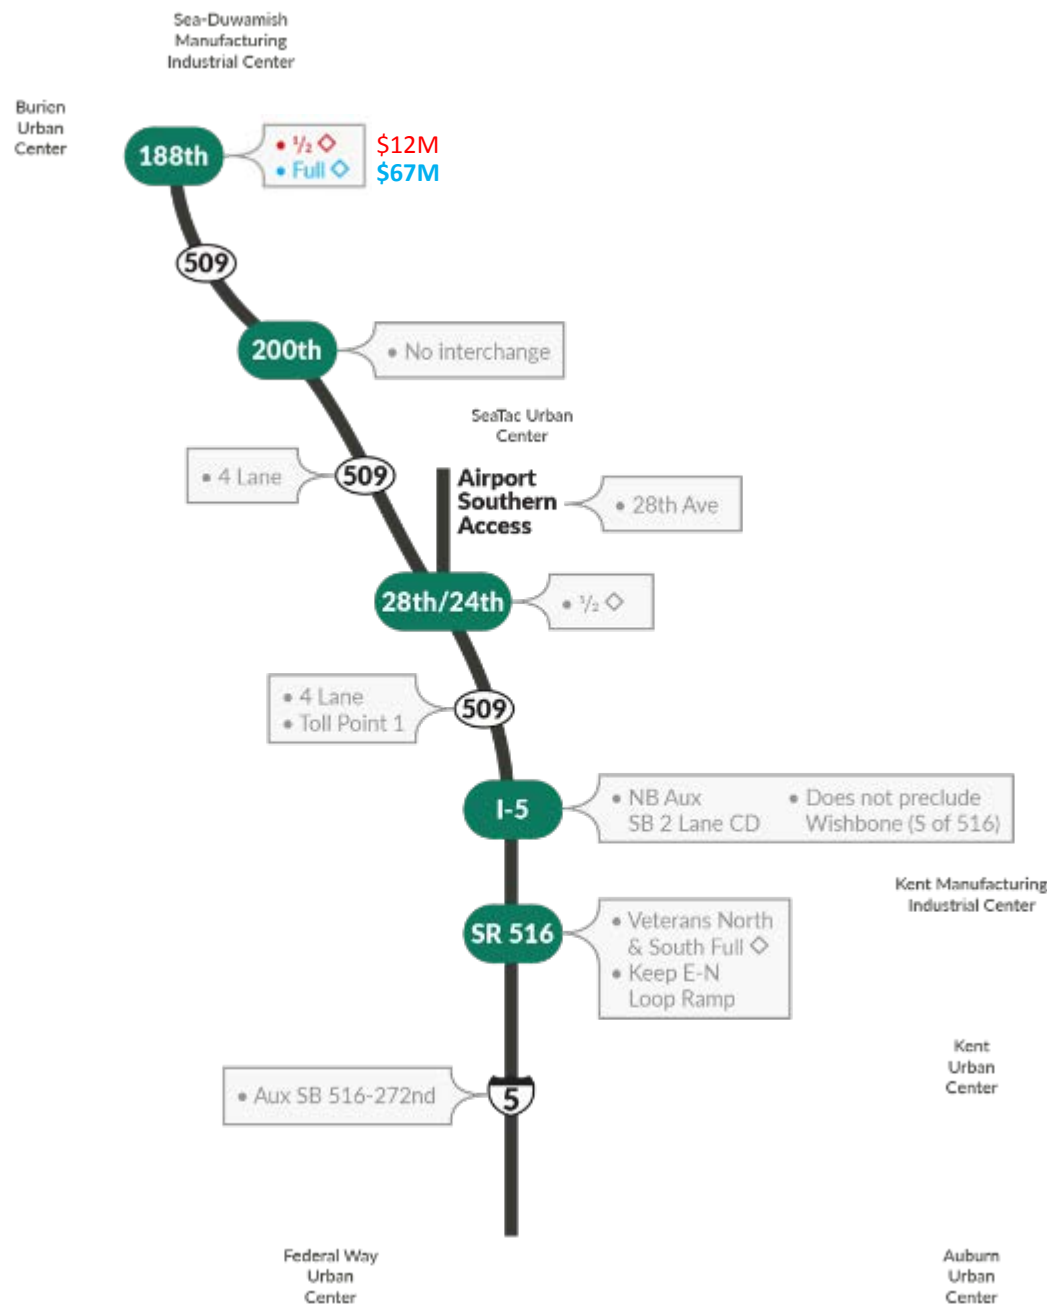 Sea-Duwamish
Manufacturing
Industrial Center
Burien
Urban
Center
188th
• ½ ◇ $12M
• Full ◇ $67M
509
200th
• No interchange
SeaTac Urban
Center
• 4 Lane
509
Airport
Southern
Access
• 28th Ave
28th/24th
• ½ ◇
• 4 Lane
• Toll Point 1
509
I-5
• NB Aux
SB 2 Lane CD
• Does not preclude
Wishbone (S of 516)
Kent Manufacturing
Industrial Center
SR 516
• Veterans North
& South Full ◇
• Keep E-N
Loop Ramp
Kent
Urban
Center
• Aux SB 516-272nd
5
Federal Way
Urban
Center
Auburn
Urban
Center